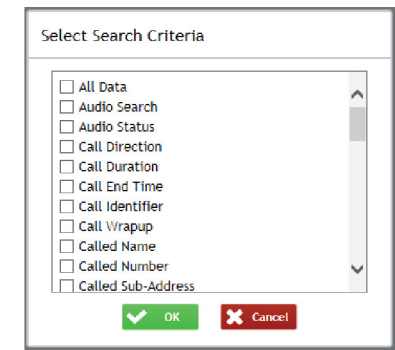 Select Search Criteria
All Data
Audio Search
Audio Status
Call Direction
Call Duration
Call End Time
Call Identifier
Call Wrapup
Called Name
Called Number
Called Sub-Address
OK
Cancel